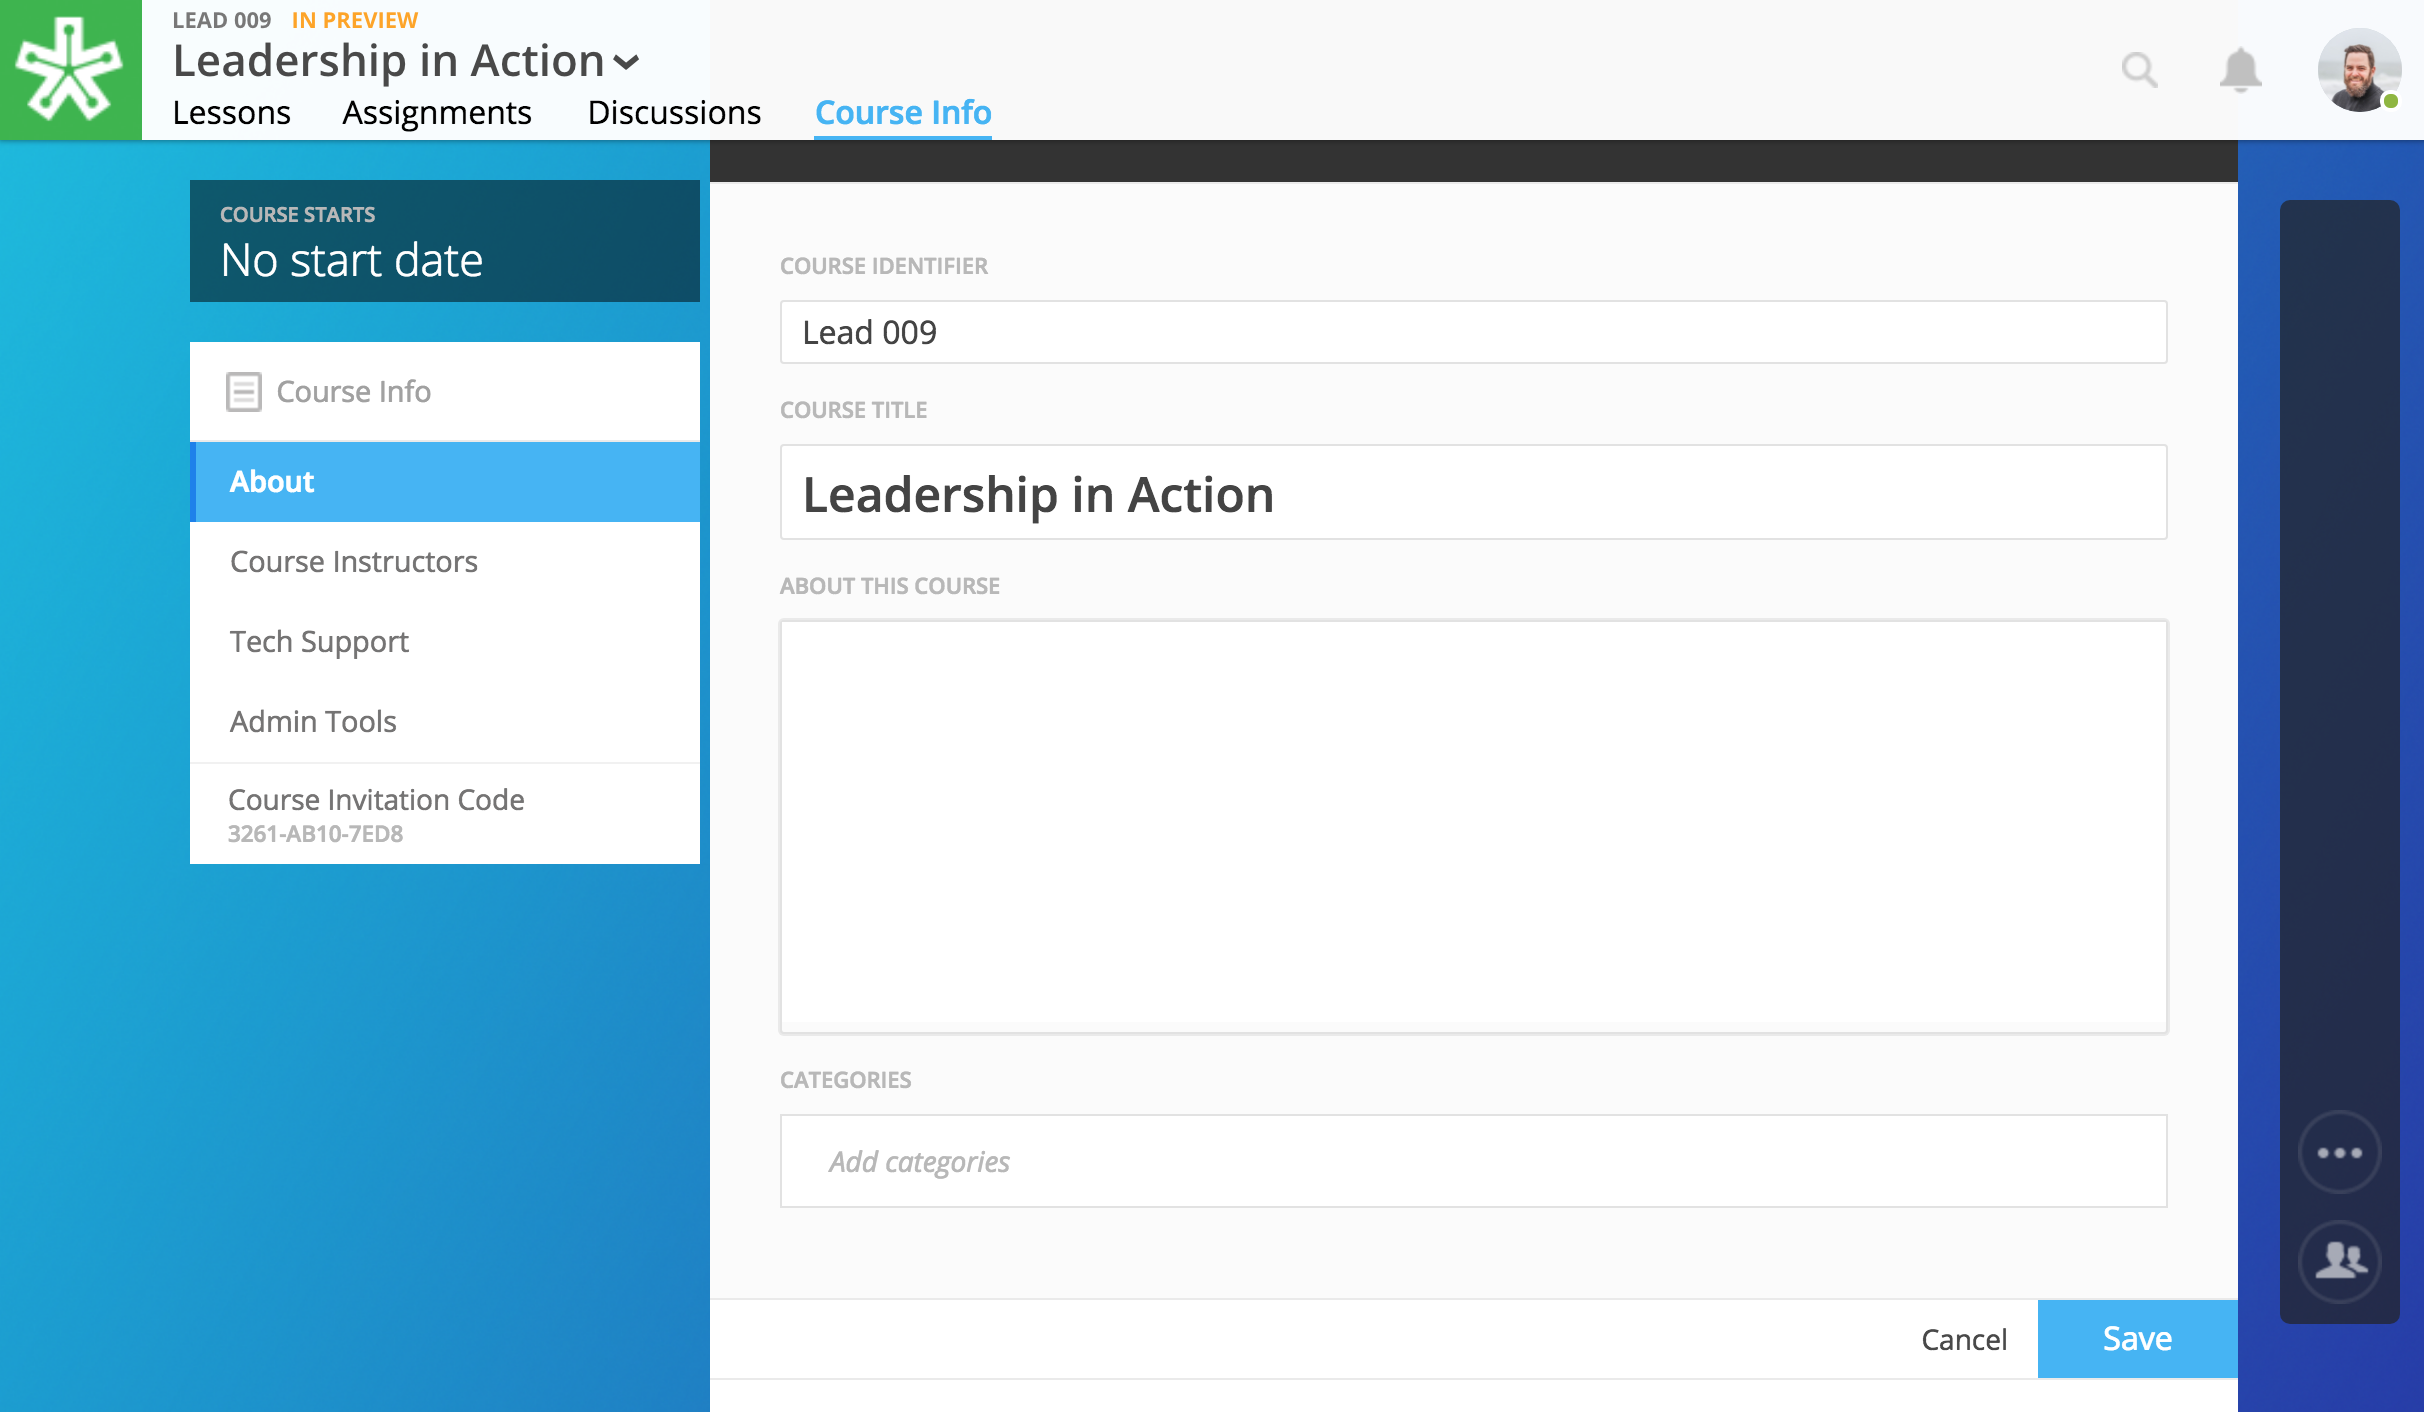 LEAD 009 IN PREVIEW
Leadership in Action
Lessons Assignments Discussions Course Info
COURSE STARTS
No start date
Course Info
About
Course Instructors
Tech Support
Admin Tools
Course Invitation Code
3261-AB10-7ED8
COURSE IDENTIFIER
Lead 009
COURSE TITLE
Leadership in Action
ABOUT THIS COURSE
CATEGORIES
Add categories
Cancel Save